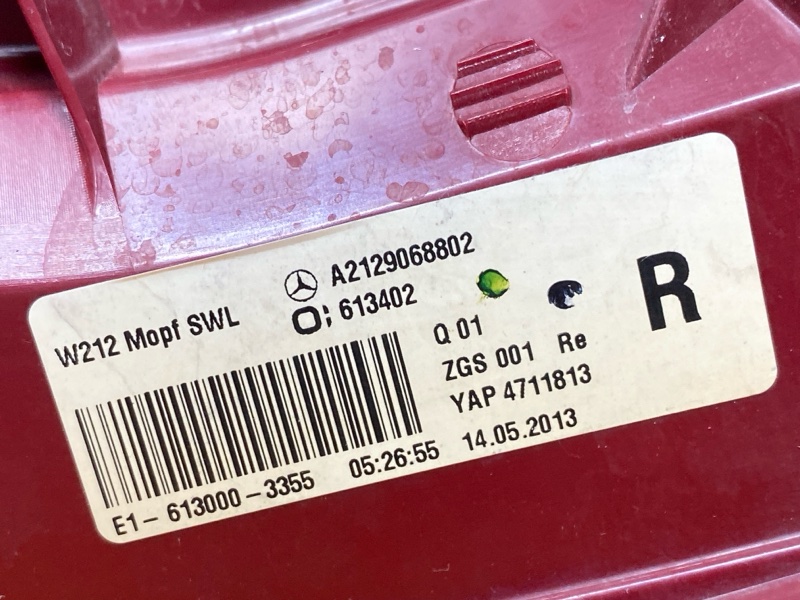 W212 Mopf SWL
A2129068802
613402
Q 01
ZGS 001 Re
YAP 4711813
R
E1- 613000-3355 05:26:55 14.05.2013